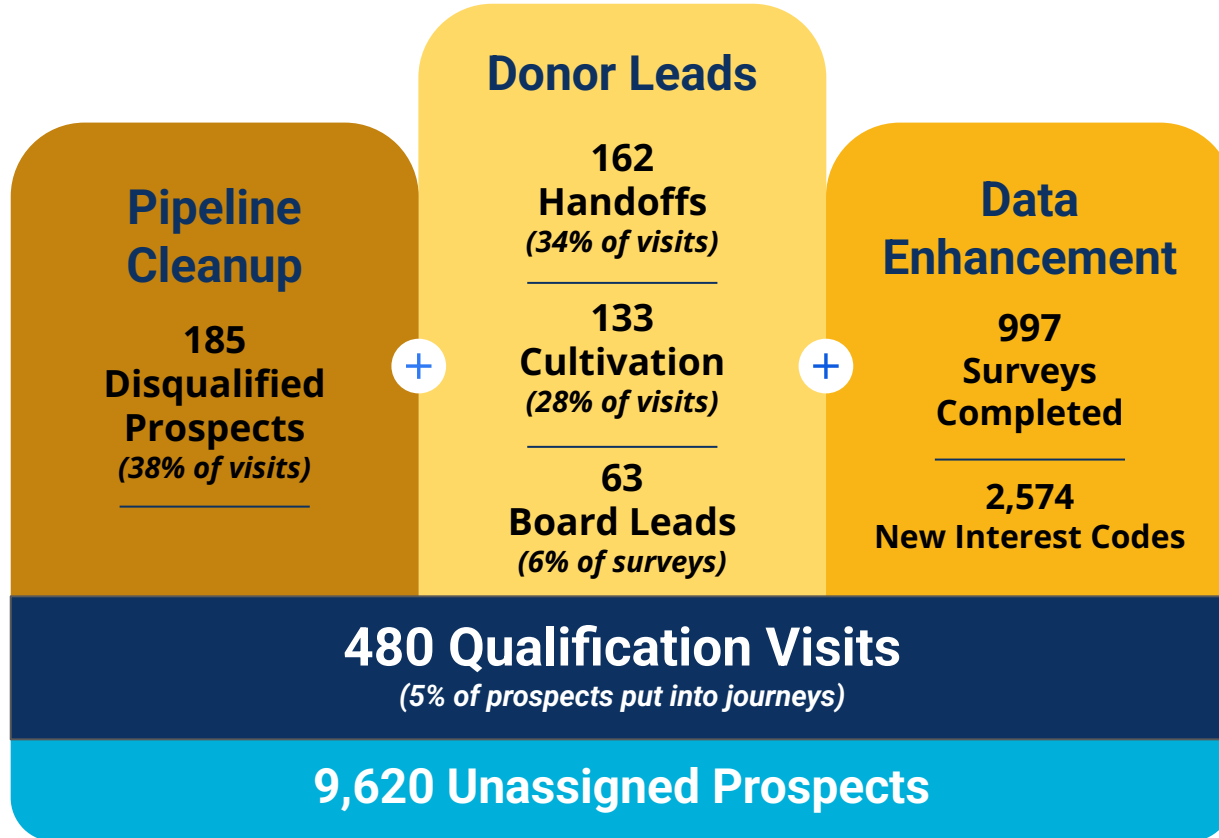 Pipeline
Cleanup
185
Disqualified
Prospects
(38% of visits)
+
Donor Leads
162
Handoffs
(34% of visits)
133
Cultivation
(28% of visits)
63
Board Leads
(6% of surveys)
+
Data
Enhancement
997
Surveys
Completed
2,574
New Interest Codes
480 Qualification Visits
(5% of prospects put into journeys)
9,620 Unassigned Prospects